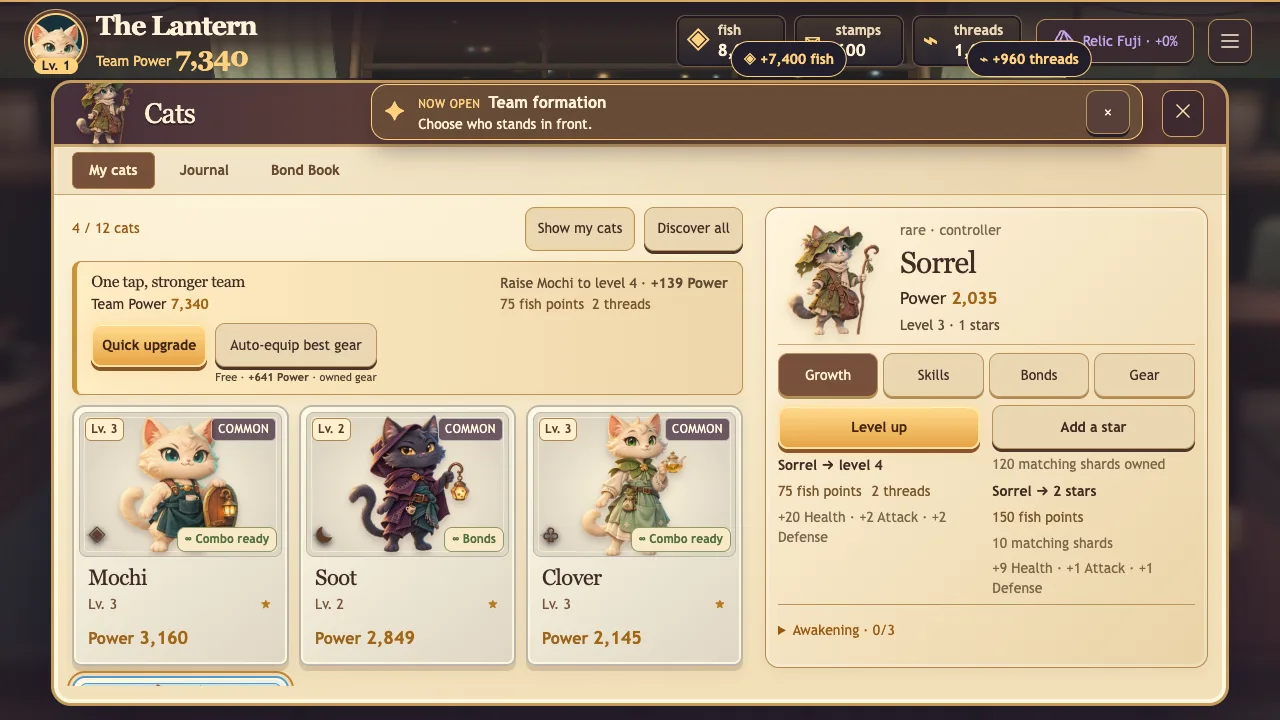 The Lantern
Lv. 1
Team Power 7,340
fish
8,
stamps
00
threads
1,
Relic Fuji · +0%
+7,400 fish
+960 threads
Cats
NOW OPEN Team formation
Choose who stands in front.
×
My cats
Journal
Bond Book
4 / 12 cats
Show my cats
Discover all
One tap, stronger team
Team Power 7,340
Raise Mochi to level 4 · +139 Power
75 fish points 2 threads
Quick upgrade
Auto-equip best gear
Free · +641 Power · owned gear
Lv. 3
COMMON
∞ Combo ready
Mochi
Lv. 3
Power 3,160
Lv. 2
COMMON
∞ Bonds
Soot
Lv. 2
Power 2,849
Lv. 3
COMMON
∞ Combo ready
Clover
Lv. 3
Power 2,145
rare · controller
Sorrel
Power 2,035
Level 3 · 1 stars
Growth
Skills
Bonds
Gear
Level up
Sorrel → level 4
75 fish points 2 threads
+20 Health · +2 Attack · +2
Defense
Add a star
120 matching shards owned
Sorrel → 2 stars
150 fish points
10 matching shards
+9 Health · +1 Attack · +1
Defense
Awakening · 0/3